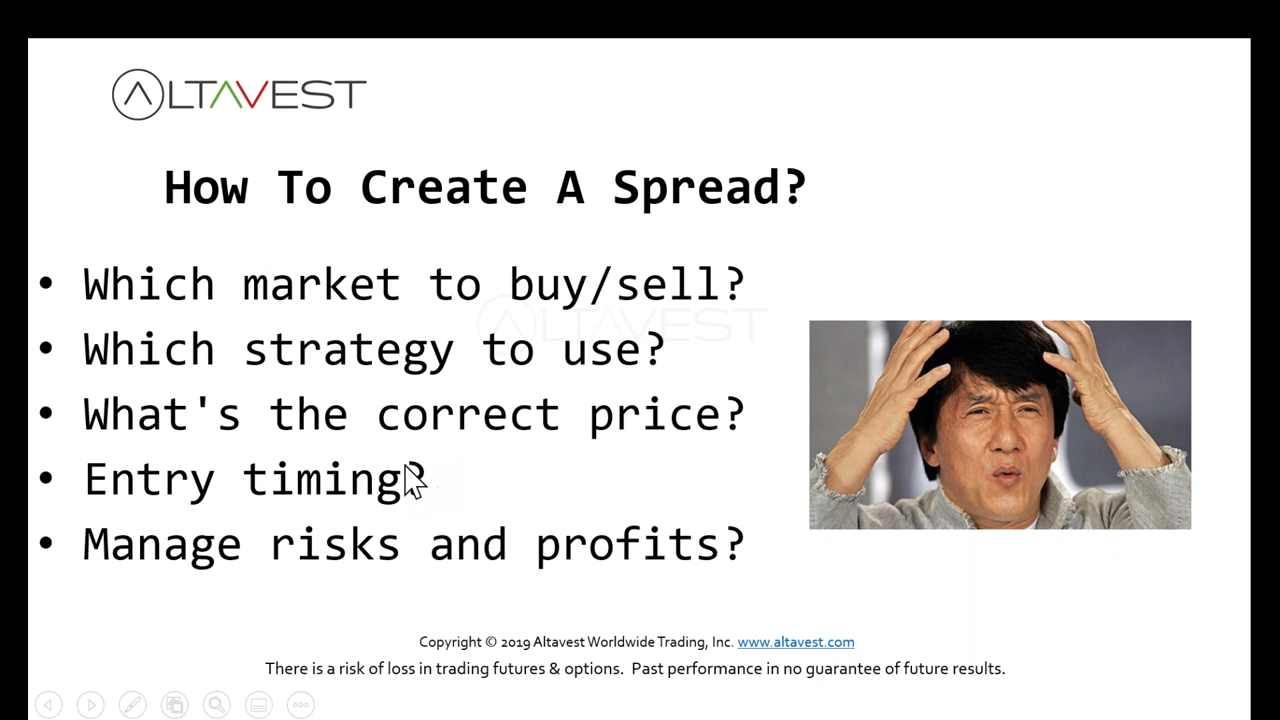 ALTAVEST
How To Create A Spread?
• Which market to buy/sell?
ALTAVEST
• Which strategy to use?
• What's the correct price?
• Entry timing?
• Manage risks and profits?
Copyright © 2019 Altavest Worldwide Trading, Inc. www.altavest.com
There is a risk of loss in trading futures & options. Past performance in no guarantee of future results.